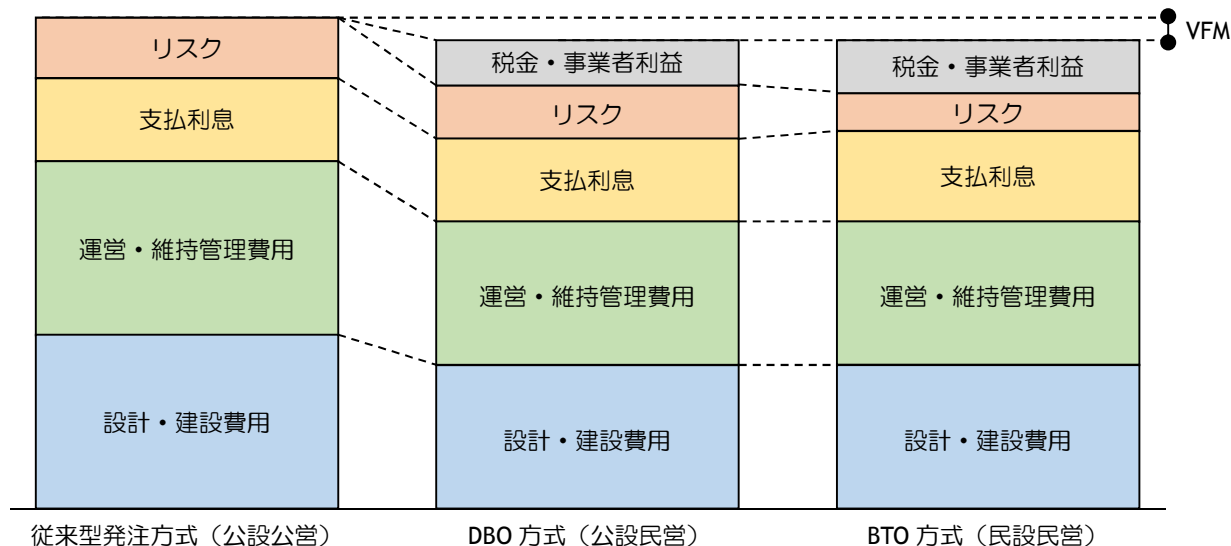 リスク
支払利息
運営・維持管理費用
設計・建設費用
従来型発注方式（公設公営）
税金・事業者利益
リスク
支払利息
運営・維持管理費用
設計・建設費用
DBO 方式（公設民営）
税金・事業者利益
リスク
支払利息
運営・維持管理費用
設計・建設費用
BTO 方式（民設民営）
VFM